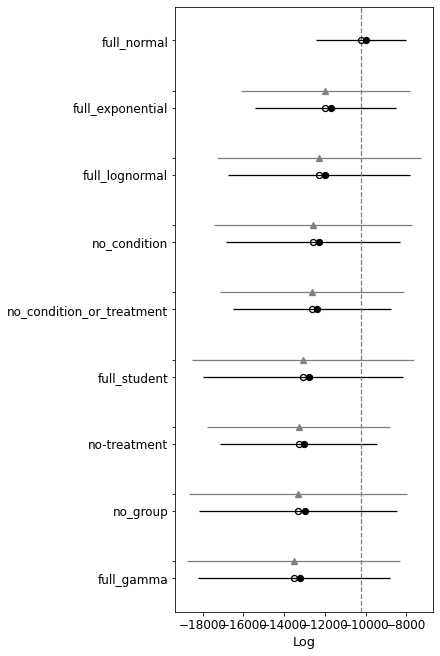 full_normal
full_exponential
full_lognormal
no_condition
no_condition_or_treatment
full_student
no-treatment
no_group
full_gamma
−18000−16000−14000−12000−10000 −8000
Log